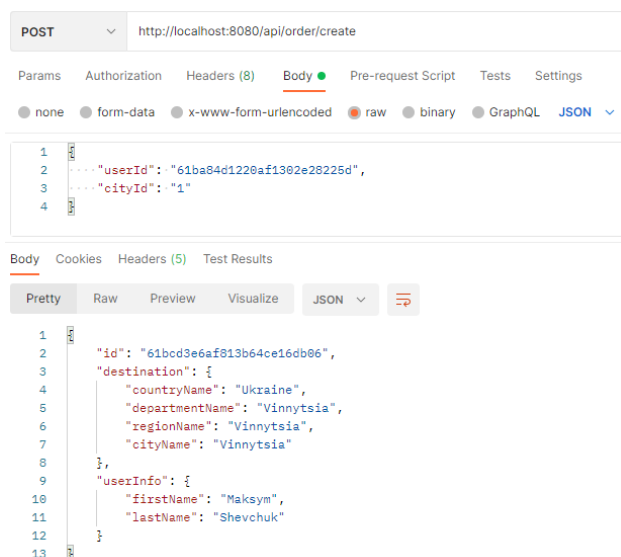 POST http://localhost:8080/api/order/create
Params Authorization Headers (8) Body Pre-request Script Tests Settings
none form-data x-www-form-urlencoded raw binary GraphQL JSON
1 {
2 "userId": "61ba84d1220af1302e28225d",
3 "cityId": "1"
4 }
Body Cookies Headers (5) Test Results
Pretty Raw Preview Visualize JSON
1 {
2 "id": "61bcd3e6af813b64ce16db06",
3 "destination": {
4 "countryName": "Ukraine",
5 "departmentName": "Vinnytsia",
6 "regionName": "Vinnytsia",
7 "cityName": "Vinnytsia"
8 },
9 "userInfo": {
10 "firstName": "Maksym",
11 "lastName": "Shevchuk"
12 }
13 }